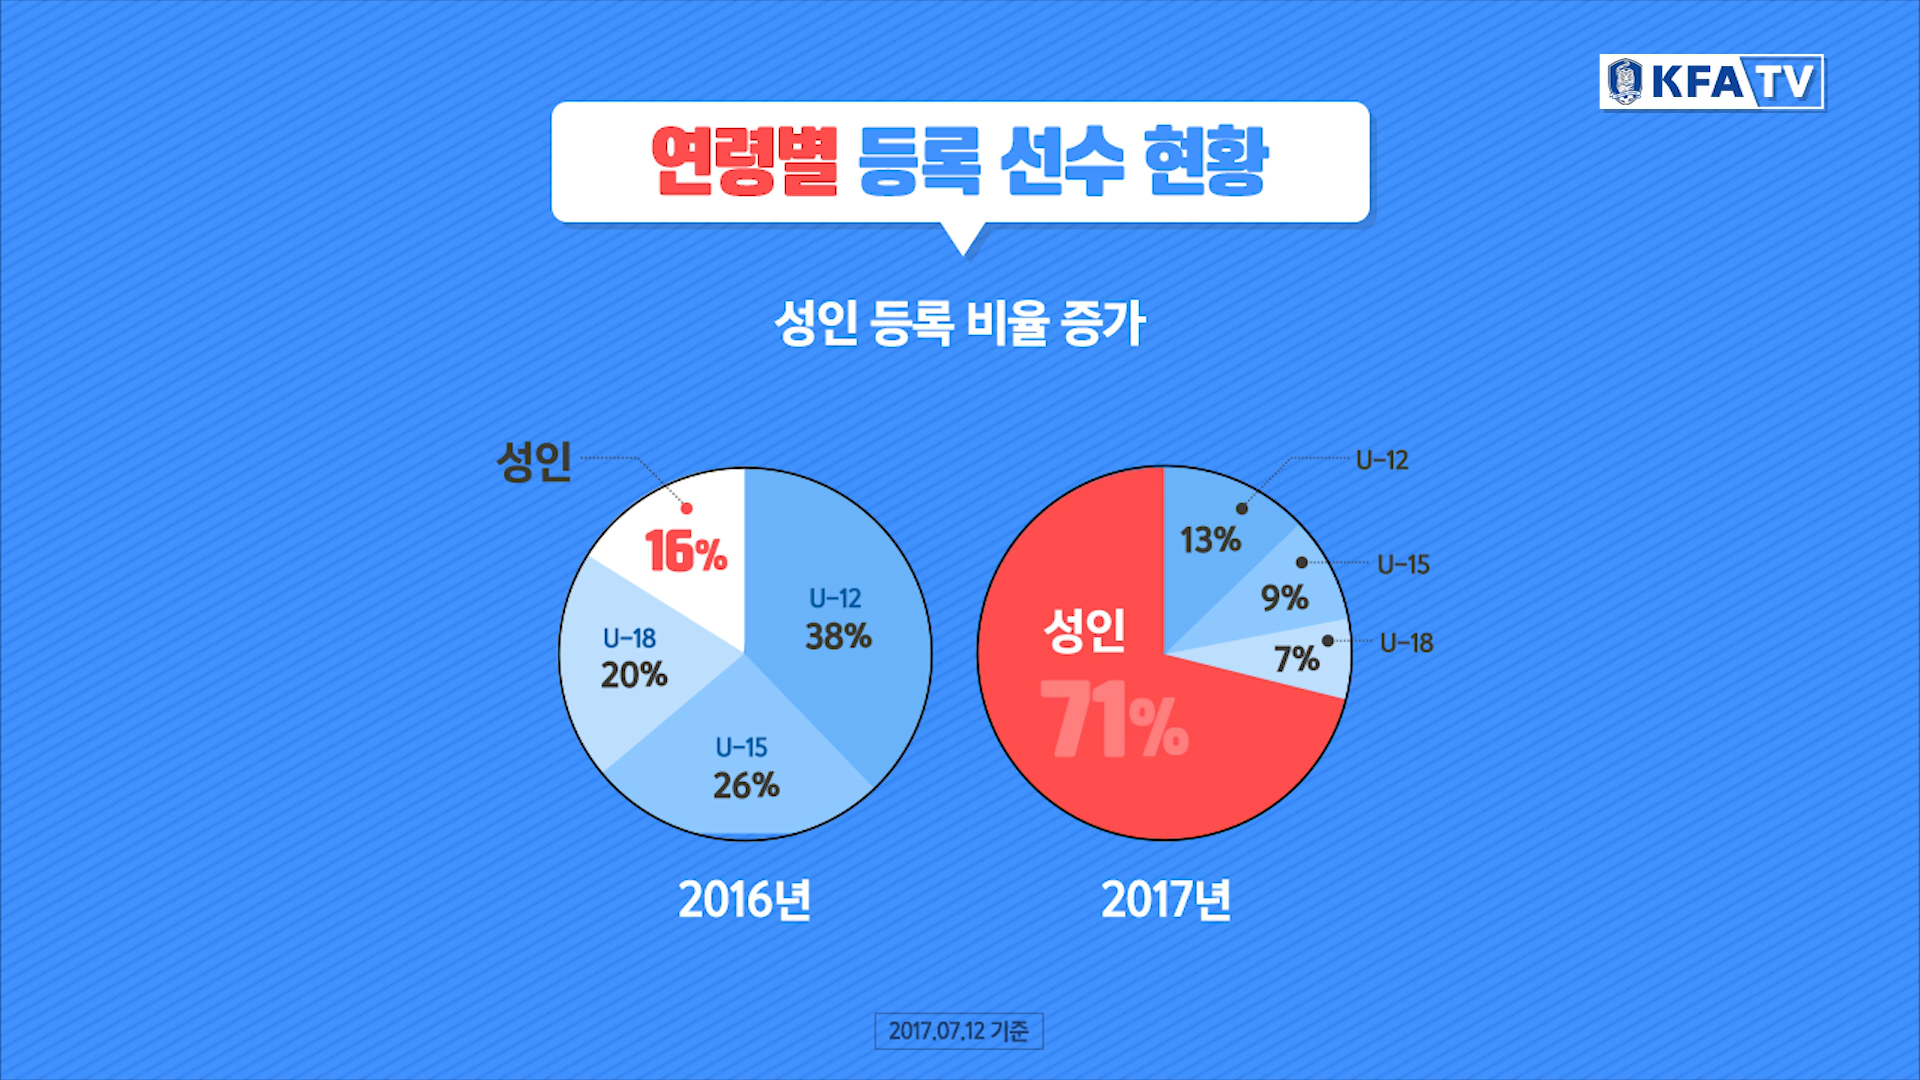 KFA TV
연령별 등록 선수 현황
성인 등록 비율 증가
성인
16%
U-12
38%
U-18
20%
U-15
26%
2016년
U-12
13%
U-15
9%
U-18
7%
성인
71%
2017년
2017.07.12 기준